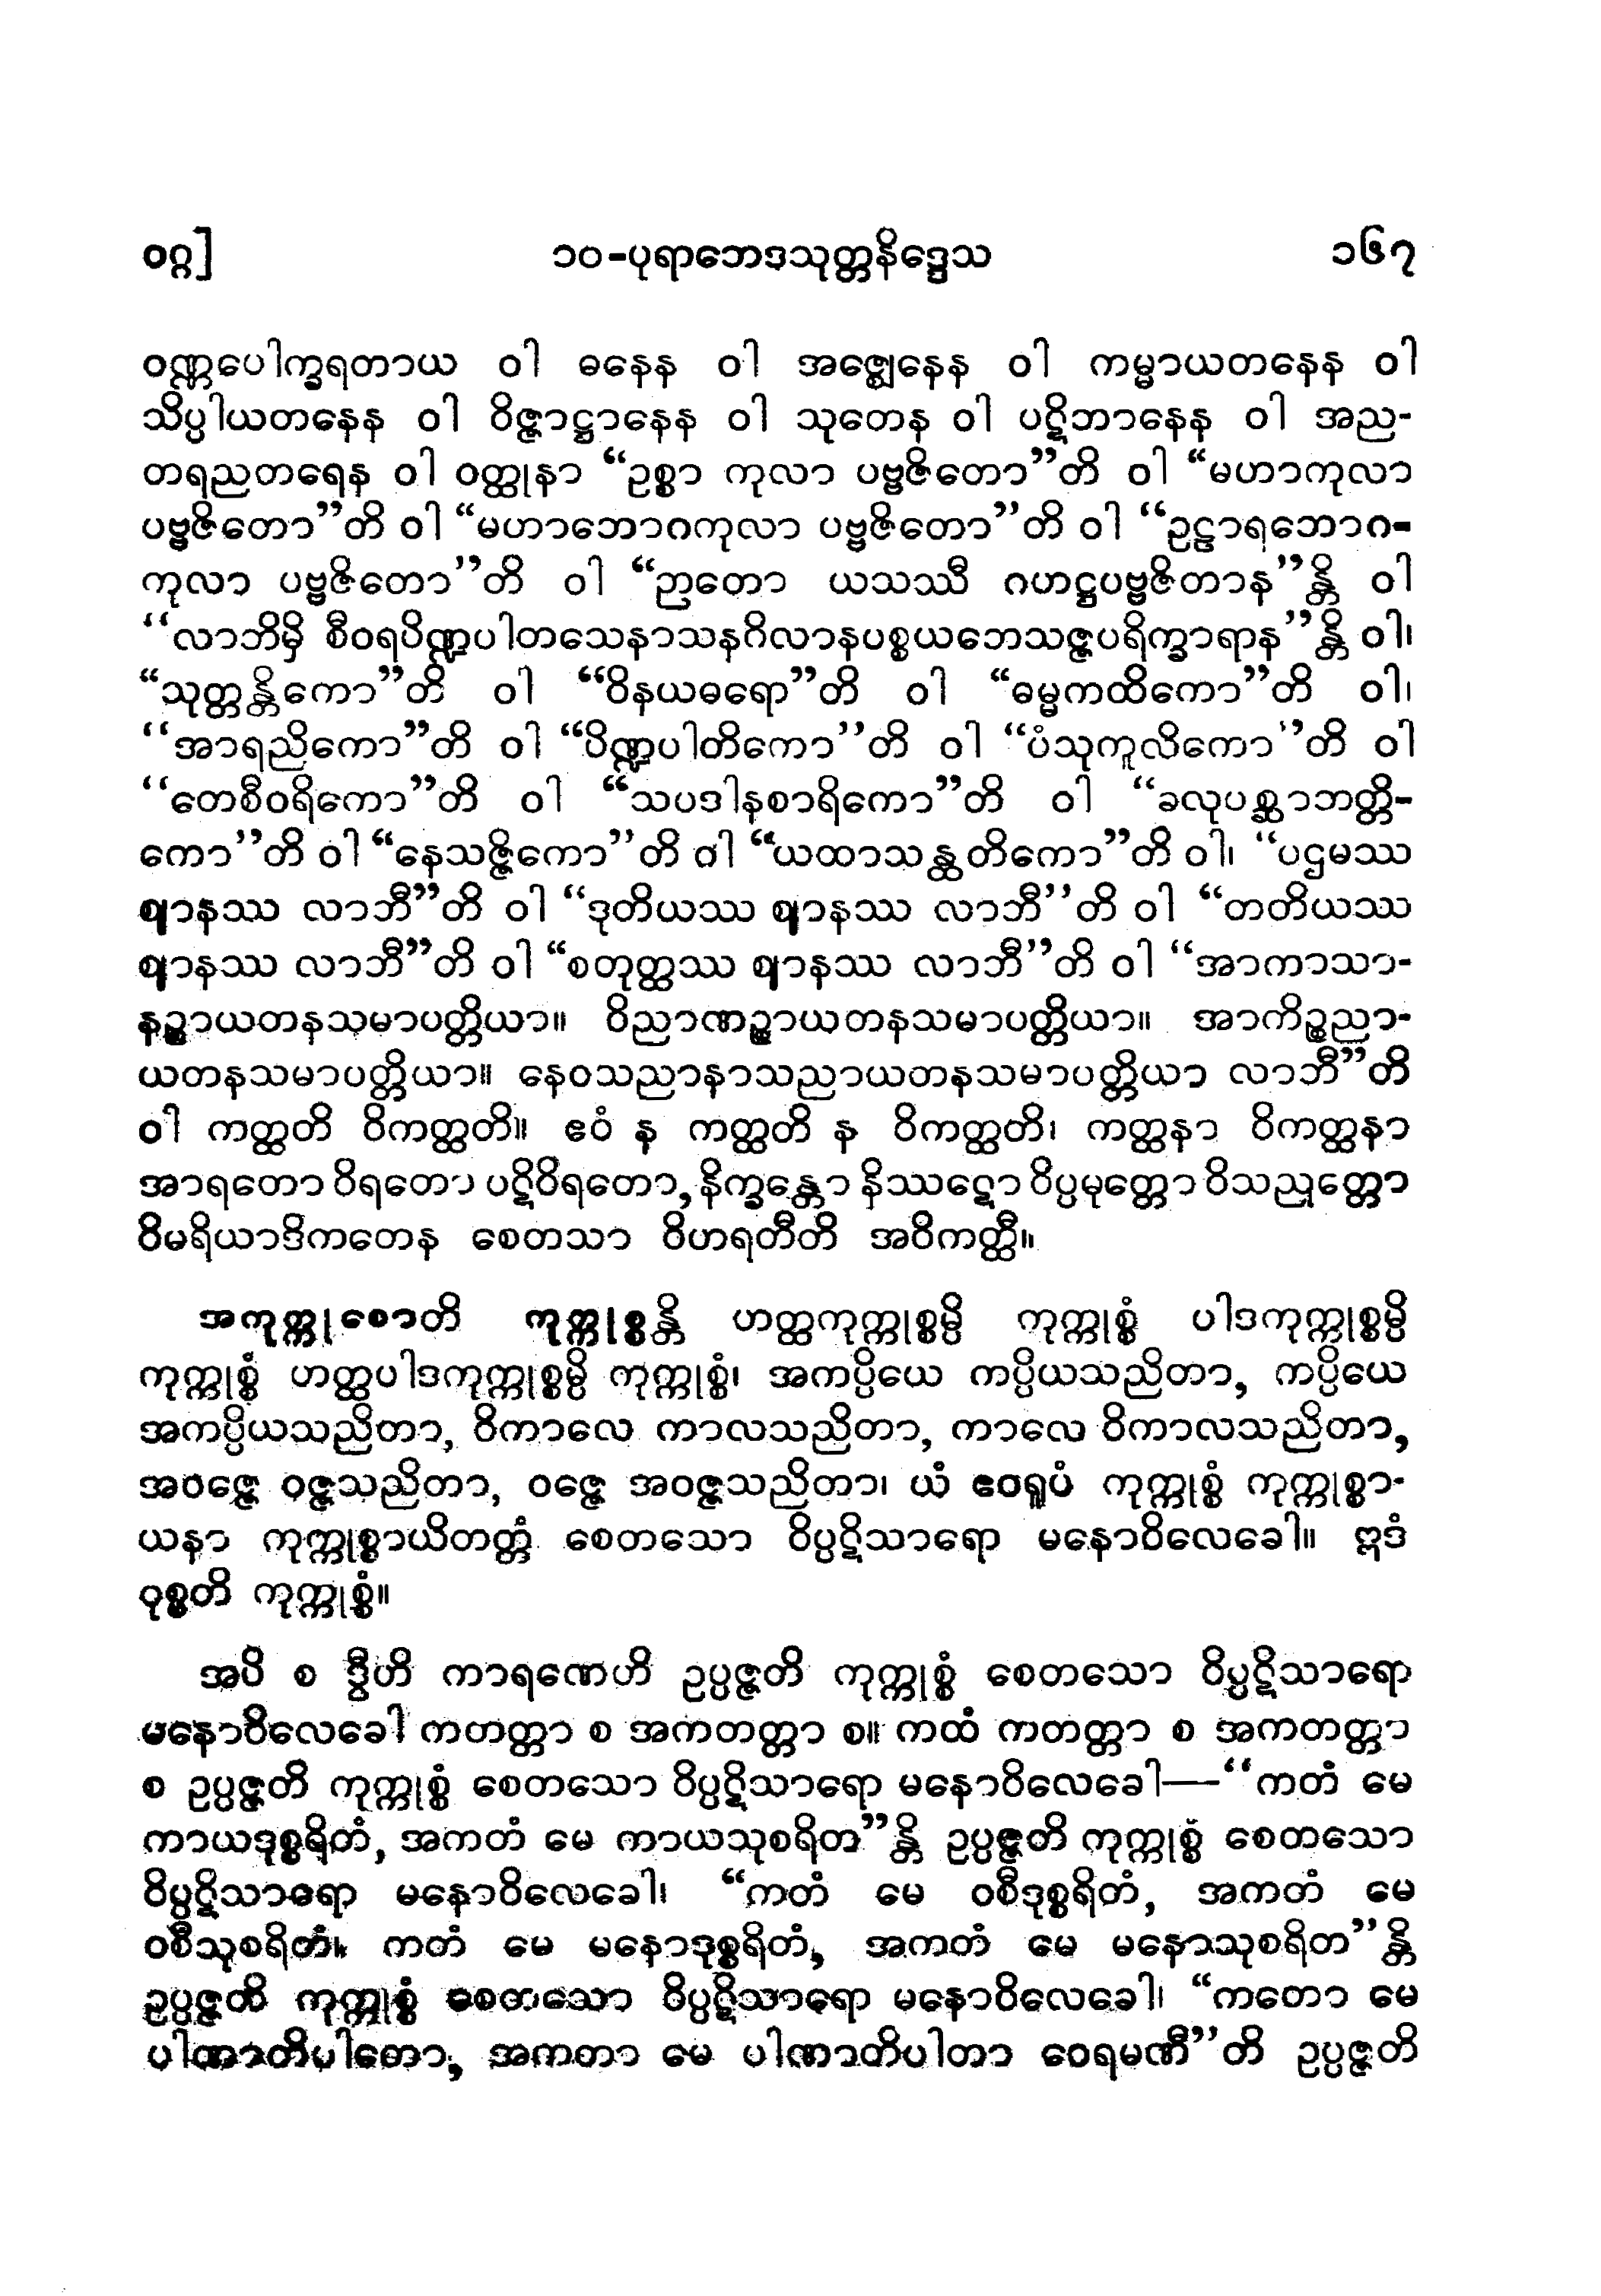 ဝဂ္ဂ]
၁၀-ပုရာဘေဒသုတ္တနိဒ္ဒေသ
၁၆၇
ဝဏ္ဏပေါက္ခရတာယ ဝါ ဓနေန ဝါ အဇ္ဈေနေန ဝါ ကမ္မာယတနေန ဝါ
သိပ္ပါယတနေန ဝါ ဝိဇ္ဇာဋ္ဌာနေန ဝါ သုတေန ဝါ ပဋိဘာနေန ဝါ အည-
တရညတရေန ဝါ ဝတ္ထုနာ “ဥစ္စာ ကုလာ ပဗ္ဗဇိတော”တိ ဝါ “မဟာကုလာ
ပဗ္ဗဇိတော”တိ ဝါ “မဟာဘောဂကုလာ ပဗ္ဗဇိတော”တိ ဝါ “ဥဠာရဘောဂ-
ကုလာ ပဗ္ဗဇိတော”တိ ဝါ “ဉာတော ယသဿီ ဂဟဋ္ဌပဗ္ဗဇိတာန”န္တိ ဝါ
“လာဘိမှိ စီဝရပိဏ္ဍပါတသေနာသနဂိလာနပစ္စယဘေသဇ္ဇပရိက္ခာရာန”န္တိ ဝါ၊
“သုတ္တန္တိကော”တိ ဝါ “ဝိနယဓရော”တိ ဝါ “ဓမ္မကထိကော”တိ ဝါ၊
“အာရညိကော”တိ ဝါ “ပိဏ္ဍပါတိကော”တိ ဝါ “ပံသုကူလိကော”တိ ဝါ
“တေစီဝရိကော”တိ ဝါ “သပဒါနစာရိကော”တိ ဝါ “ခလုပစ္ဆာဘတ္တိ-
ကော”တိ ဝါ “နေသဇ္ဇိကော”တိ ဝါ “ယထာသန္ထတိကော”တိ ဝါ၊ “ပဌမဿ
ဈာနဿ လာဘီ”တိ ဝါ “ဒုတိယဿ ဈာနဿ လာဘီ”တိ ဝါ “တတိယဿ
ဈာနဿ လာဘီ”တိ ဝါ “စတုတ္ထဿ ဈာနဿ လာဘီ”တိ ဝါ “အာကာသာ-
နဉ္စာယတနသမာပတ္တိယာ။ ဝိညာဏဉ္စာယတနသမာပတ္တိယာ။ အာကိဉ္စညာ-
ယတနသမာပတ္တိယာ။ နေဝသညာနာသညာယတနသမာပတ္တိယာ လာဘီ”တိ
ဝါ ကတ္ထတိ ဝိကတ္ထတိ။ ဧဝံ န ကတ္ထတိ န ဝိကတ္ထတိ၊ ကတ္ထနာ ဝိကတ္ထနာ
အာရတော ဝိရတော ပဋိဝိရတော, နိက္ခန္တော နိဿဋော ဝိပ္ပမုတ္တော ဝိသညုတ္တော
ဝိမရိယာဒိကတေန စေတသာ ဝိဟရတီတိ အဝိကတ္ထီ။
အကုက္ကုစောတိ ကုက္ကုစ္စန္တိ ဟတ္ထကုက္ကုစ္စမ္ပိ ကုက္ကုစ္စံ ပါဒကုက္ကုစ္စမ္ပိ
ကုက္ကုစ္စံ ဟတ္ထပါဒကုက္ကုစ္စမ္ပိ ကုက္ကုစ္စံ၊ အကပ္ပိယေ ကပ္ပိယသညိတာ, ကပ္ပိယေ
အကပ္ပိယသညိတာ, ဝိကာလေ ကာလသညိတာ, ကာလေ ဝိကာလသညိတာ,
အဝဇ္ဇေ ဝဇ္ဇသညိတာ, ဝဇ္ဇေ အဝဇ္ဇသညိတာ၊ ယံ ဧဝရူပံ ကုက္ကုစ္စံ ကုက္ကုစ္စာ-
ယနာ ကုက္ကုစ္စာယိတတ္တံ စေတသော ဝိပ္ပဋိသာရော မနောဝိလေခေါ။ ဣဒံ
ဝုစ္စတိ ကုက္ကုစ္စံ။
အပိ စ ဒွီဟိ ကာရဏေဟိ ဥပ္ပဇ္ဇတိ ကုက္ကုစ္စံ စေတသော ဝိပ္ပဋိသာရော
မနောဝိလေခေါ ကတတ္တာ စ အကတတ္တာ စ။ ကထံ ကတတ္တာ စ အကတတ္တာ
စ ဥပ္ပဇ္ဇတိ ကုက္ကုစ္စံ စေတသော ဝိပ္ပဋိသာရော မနောဝိလေခေါ—“ကတံ မေ
ကာယဒုစ္စရိတံ, အကတံ မေ ကာယသုစရိတ”န္တိ ဥပ္ပဇ္ဇတိ ကုက္ကုစ္စံ စေတသော
ဝိပ္ပဋိသာရော မနောဝိလေခေါ၊ “ကတံ မေ ဝစီဒုစ္စရိတံ, အကတံ မေ
ဝစီသုစရိတံ။ ကတံ မေ မနောဒုစ္စရိတံ, အကတံ မေ မနောသုစရိတ”န္တိ
ဥပ္ပဇ္ဇတိ ကုက္ကုစ္စံ စေတသော ဝိပ္ပဋိသာရော မနောဝိလေခေါ၊ “ကတော မေ
ပါဏာတိပါတော, အကတာ မေ ပါဏာတိပါတာ ဝေရမဏီ”တိ ဥပ္ပဇ္ဇတိ